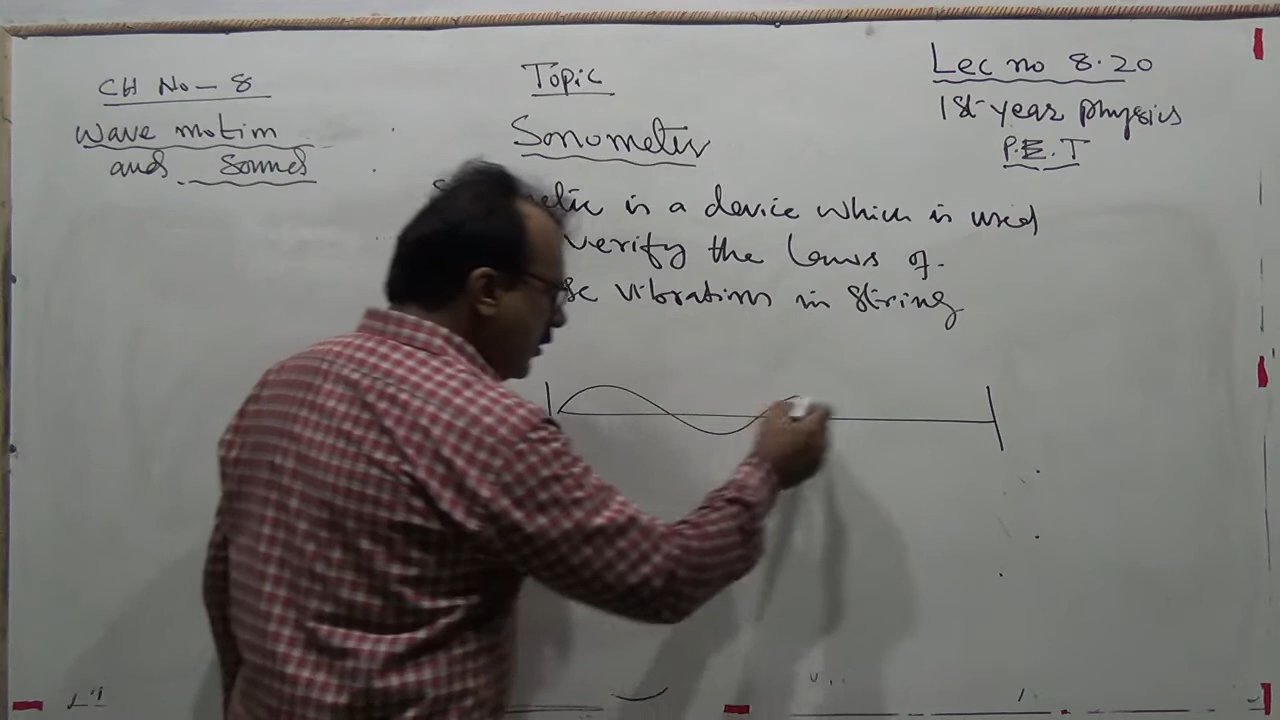 CH No - 8
Wave motion
and Sound
Topic
Sonometer
Lec no 8.20
1st-year physics
P.E.T
is a device which is used
verify the Laws of
vibration in string